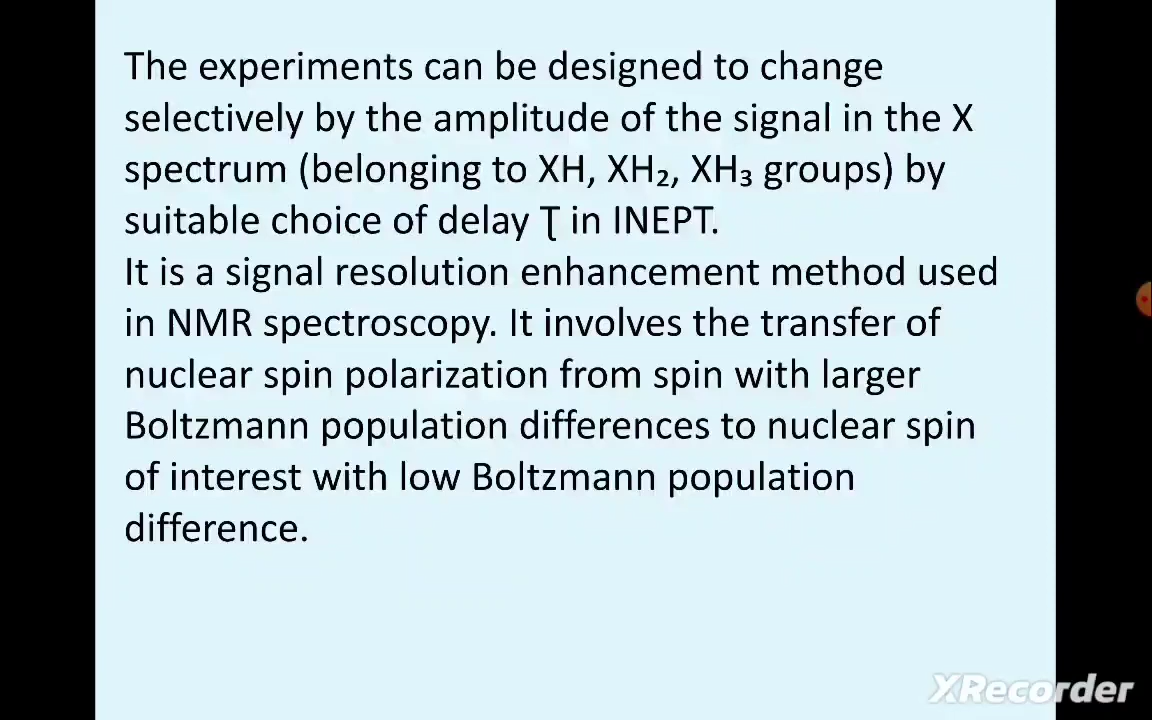 The experiments can be designed to change
selectively by the amplitude of the signal in the X
spectrum (belonging to XH, XH₂, XH₃ groups) by
suitable choice of delay Ʈ in INEPT.
It is a signal resolution enhancement method used
in NMR spectroscopy. It involves the transfer of
nuclear spin polarization from spin with larger
Boltzmann population differences to nuclear spin
of interest with low Boltzmann population
difference.
XRecorder